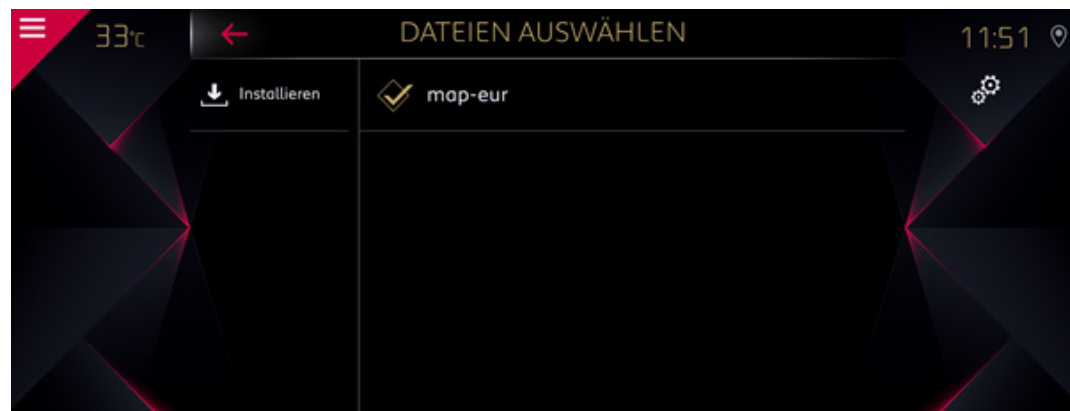 33°C
DATEIEN AUSWÄHLEN
11:51
Installieren
map-eur